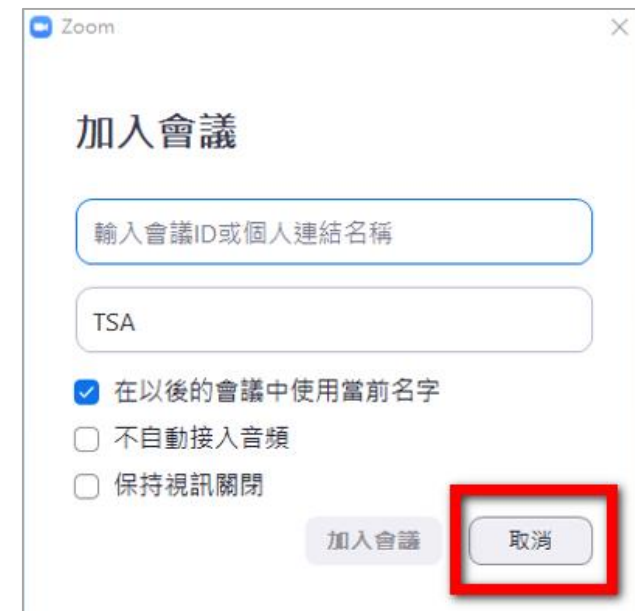 Zoom
加入會議
輸入會議ID或個人連結名稱
TSA
在以後的會議中使用當前名字
不自動接入音頻
保持視訊關閉
加入會議 取消